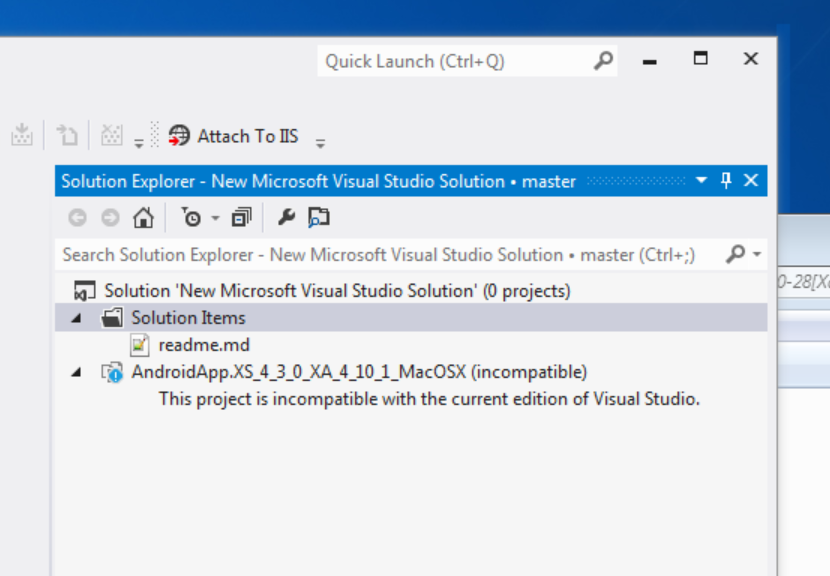 Quick Launch (Ctrl+Q)
Attach To IIS
Solution Explorer - New Microsoft Visual Studio Solution • master
Search Solution Explorer - New Microsoft Visual Studio Solution • master (Ctrl+;)
Solution 'New Microsoft Visual Studio Solution' (0 projects)
Solution Items
readme.md
AndroidApp.XS_4_3_0_XA_4_10_1_MacOSX (incompatible)
This project is incompatible with the current edition of Visual Studio.